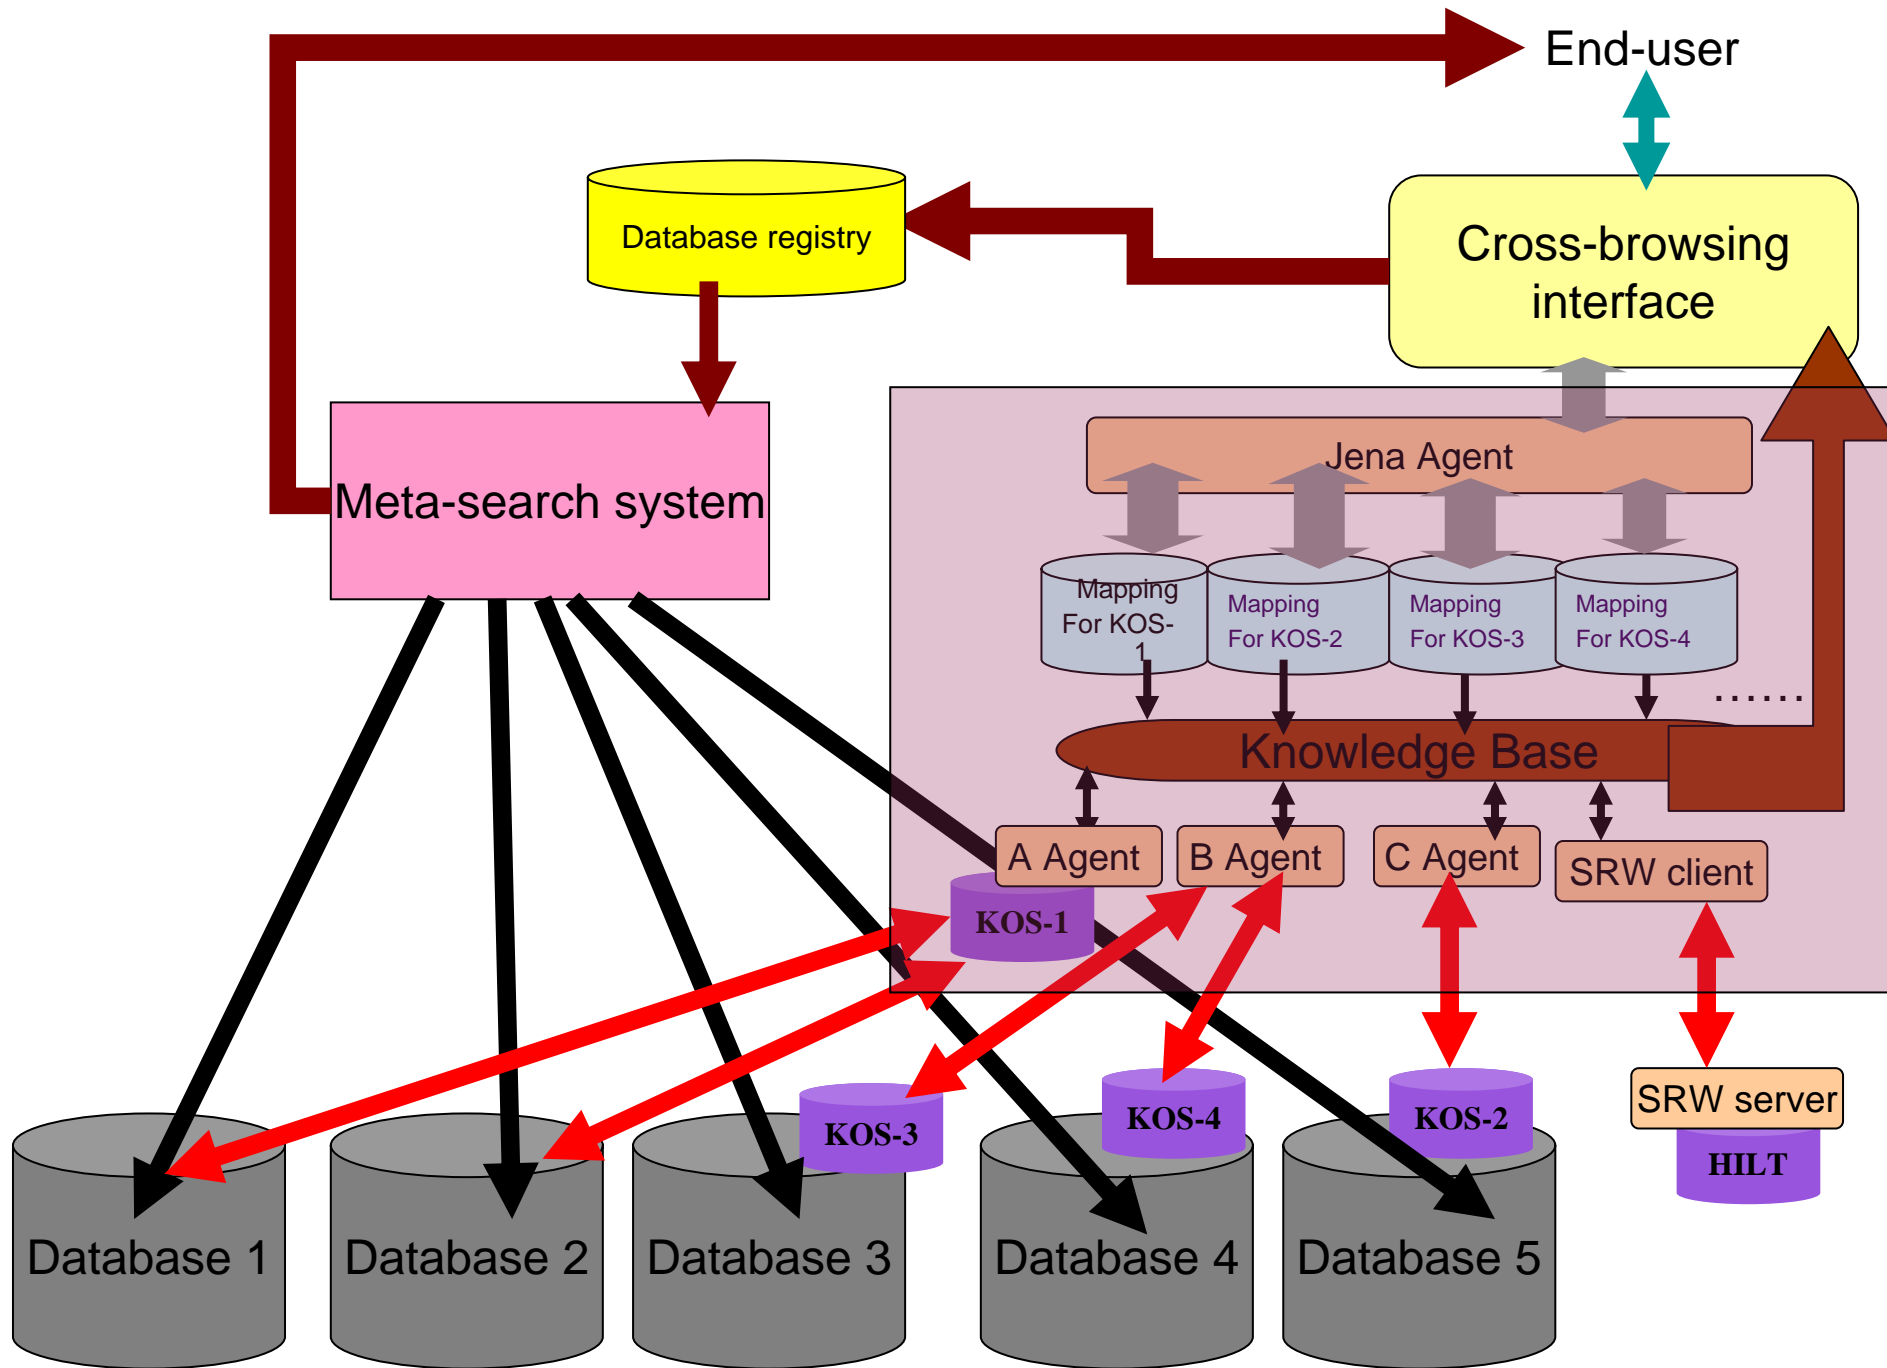 End-user
Database registry
Cross-browsing
interface
Meta-search system
Jena Agent
Mapping
For KOS-
1
Mapping
For KOS-2
Mapping
For KOS-3
Mapping
For KOS-4
......
Knowledge Base
A Agent
B Agent
C Agent
SRW client
KOS-1
KOS-3
KOS-4
KOS-2
SRW server
HILT
Database 1
Database 2
Database 3
Database 4
Database 5